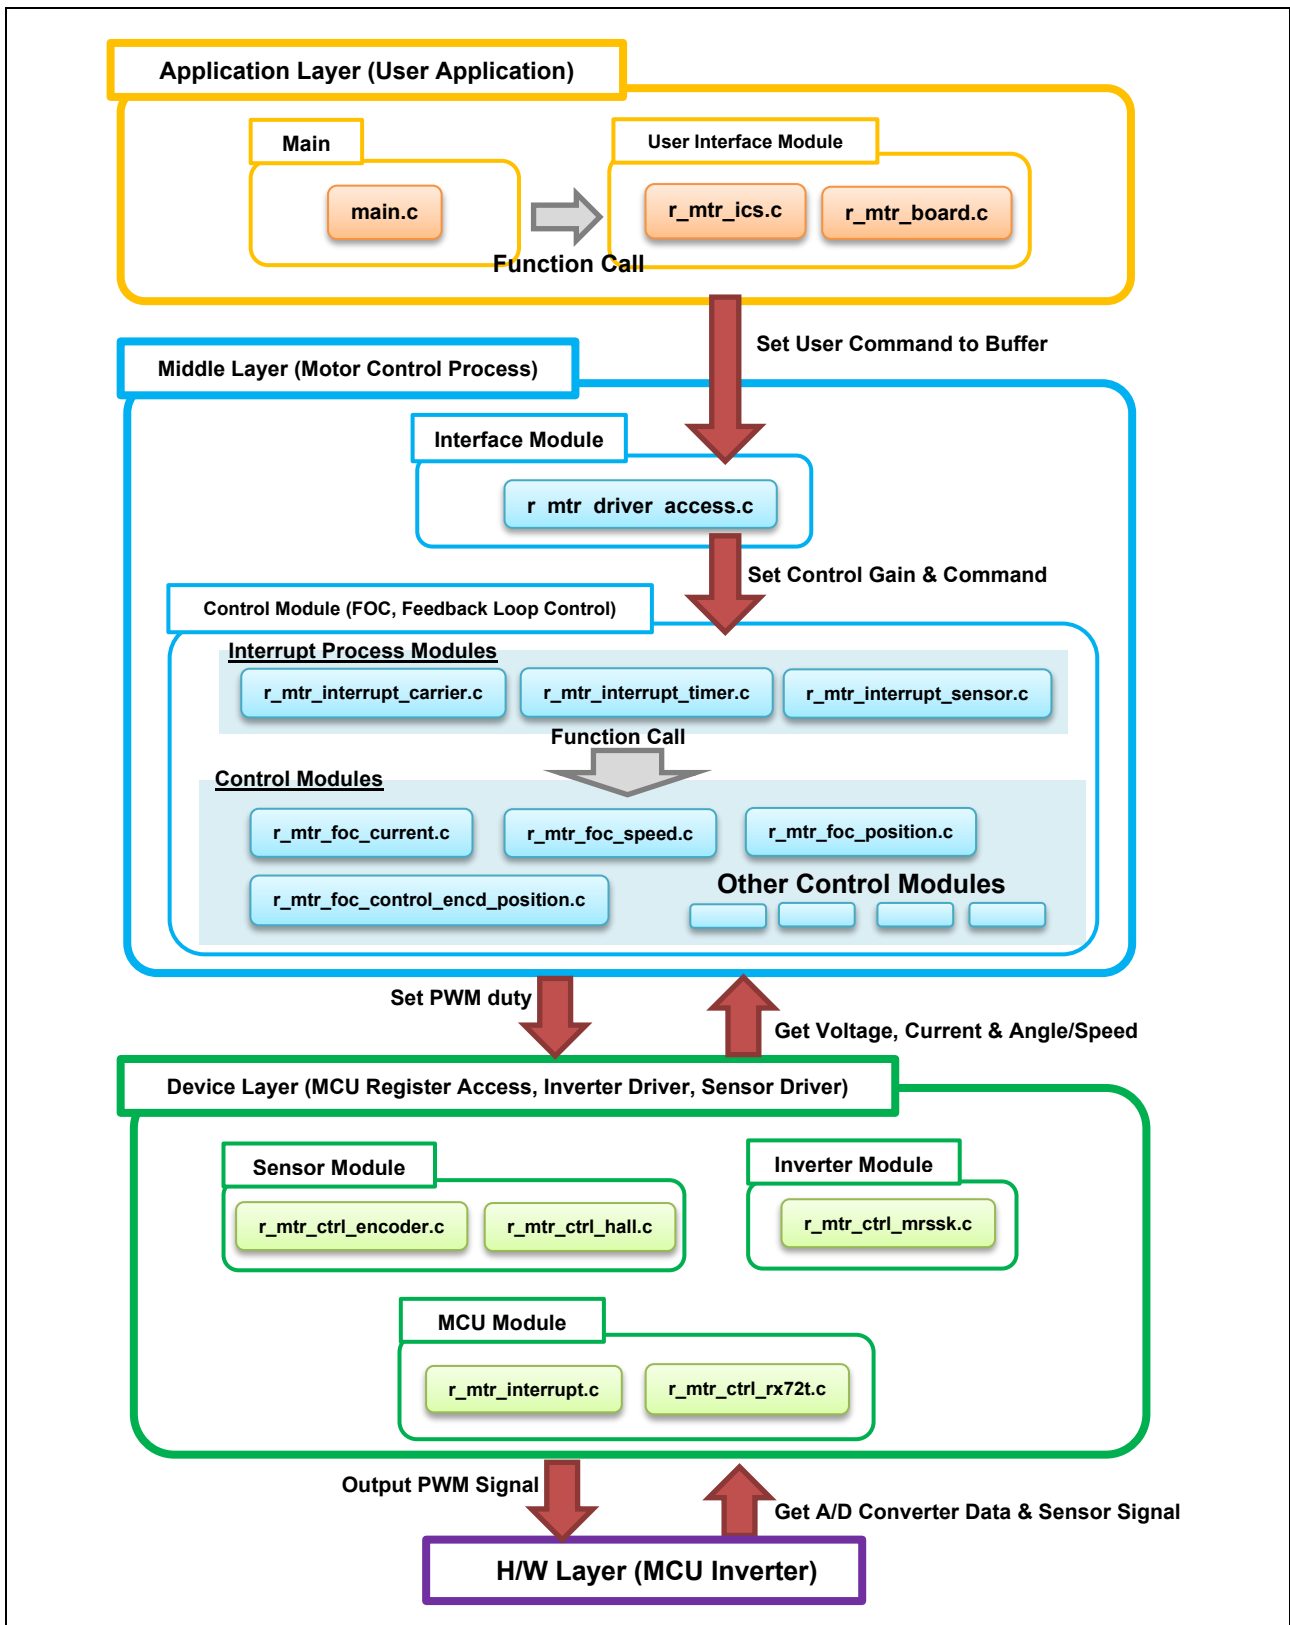 Application Layer (User Application)
Main
User Interface Module
main.c
r_mtr_ics.c
r_mtr_board.c
Function Call
Set User Command to Buffer
Middle Layer (Motor Control Process)
Interface Module
r_mtr_driver_access.c
Set Control Gain & Command
Control Module (FOC, Feedback Loop Control)
Interrupt Process Modules
r_mtr_interrupt_carrier.c
r_mtr_interrupt_timer.c
r_mtr_interrupt_sensor.c
Function Call
Control Modules
r_mtr_foc_current.c
r_mtr_foc_speed.c
r_mtr_foc_position.c
r_mtr_foc_control_encd_position.c
Other Control Modules
Set PWM duty
Get Voltage, Current & Angle/Speed
Device Layer (MCU Register Access, Inverter Driver, Sensor Driver)
Sensor Module
Inverter Module
r_mtr_ctrl_encoder.c
r_mtr_ctrl_hall.c
r_mtr_ctrl_mrssk.c
MCU Module
r_mtr_interrupt.c
r_mtr_ctrl_rx72t.c
Output PWM Signal
Get A/D Converter Data & Sensor Signal
H/W Layer (MCU Inverter)